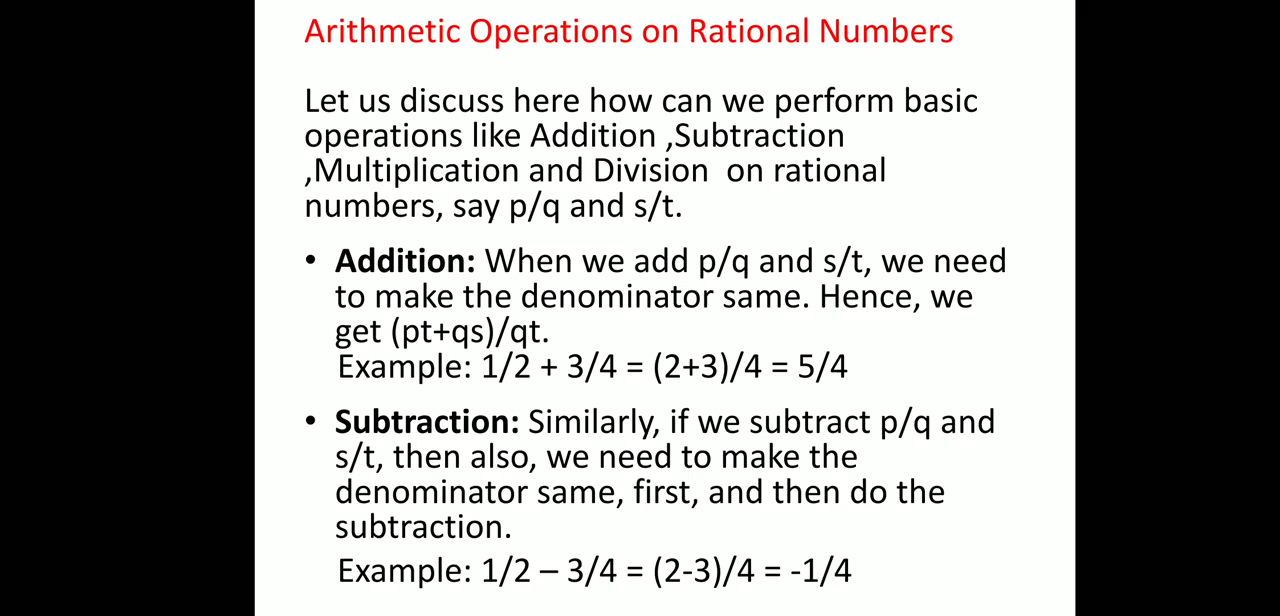 Arithmetic Operations on Rational Numbers
Let us discuss here how can we perform basic
operations like Addition ,Subtraction
,Multiplication and Division  on rational
numbers, say p/q and s/t.
• Addition: When we add p/q and s/t, we need
to make the denominator same. Hence, we
get (pt+qs)/qt.
Example: 1/2 + 3/4 = (2+3)/4 = 5/4
• Subtraction: Similarly, if we subtract p/q and
s/t, then also, we need to make the
denominator same, first, and then do the
subtraction.
Example: 1/2 – 3/4 = (2-3)/4 = -1/4